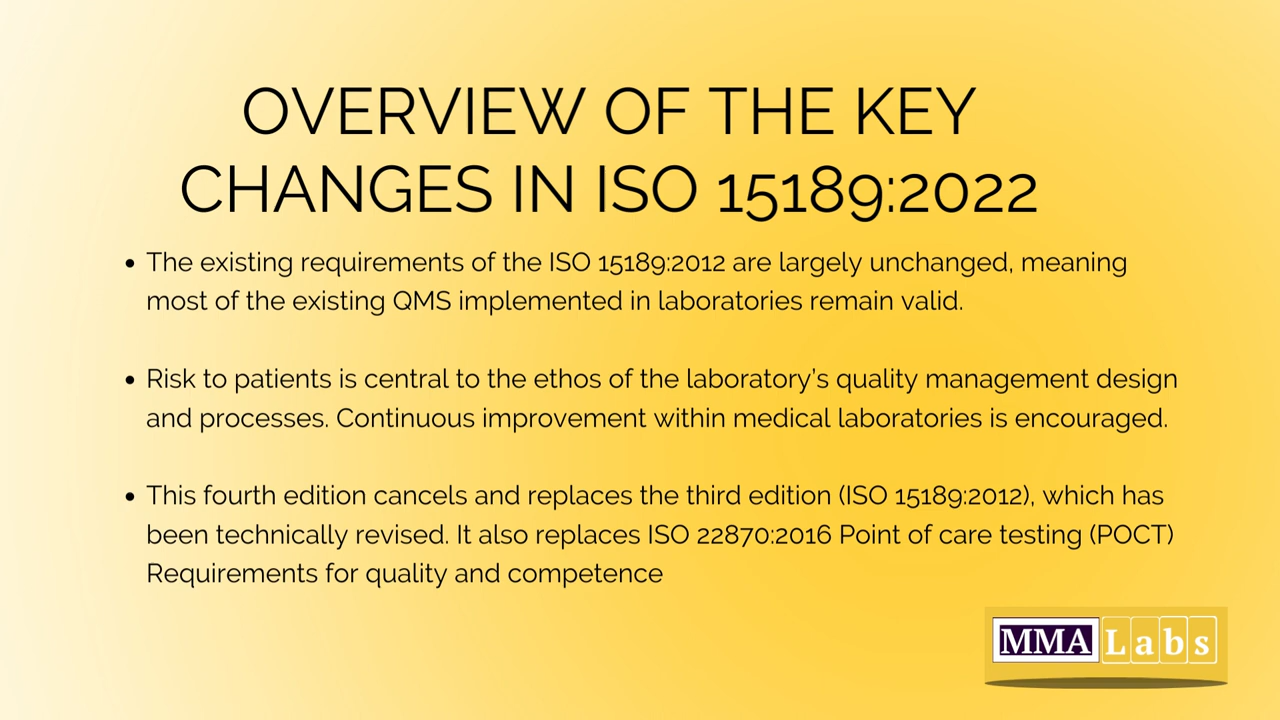 OVERVIEW OF THE KEY
CHANGES IN ISO 15189:2022
• The existing requirements of the ISO 15189:2012 are largely unchanged, meaning
most of the existing QMS implemented in laboratories remain valid.
• Risk to patients is central to the ethos of the laboratory's quality management design
and processes. Continuous improvement within medical laboratories is encouraged.
• This fourth edition cancels and replaces the third edition (ISO 15189:2012), which has
been technically revised. It also replaces ISO 22870:2016 Point of care testing (POCT)
Requirements for quality and competence
MMA Labs